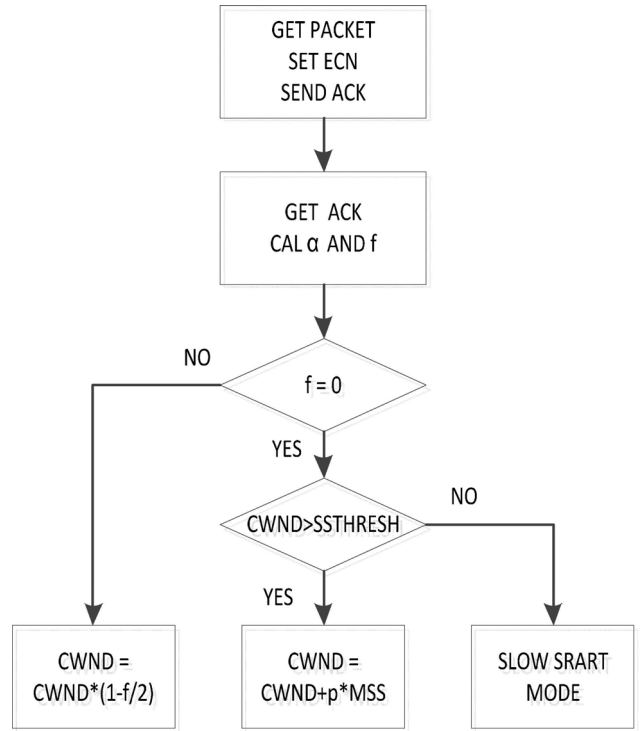 GET PACKET
SET ECN
SEND ACK
GET ACK
CAL α AND f
NO
f = 0
YES
NO
CWND>SSTHRESH
YES
CWND =
CWND*(1-f/2)
CWND =
CWND+p*MSS
SLOW SRART
MODE